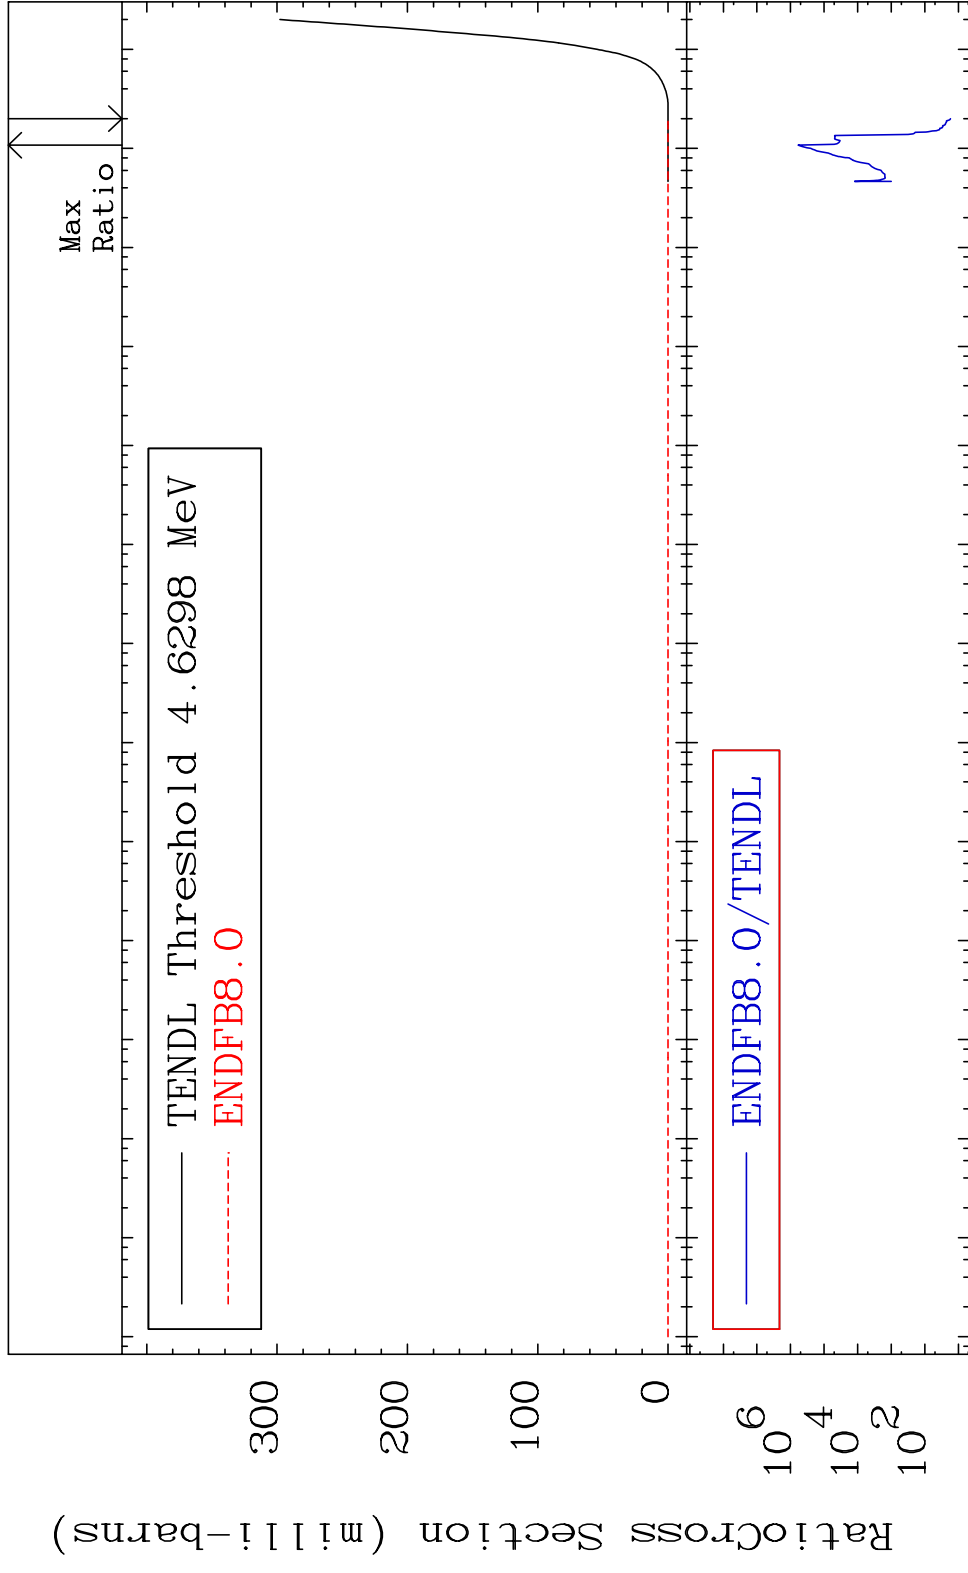 Max
Ratio
TENDL Threshold 4.6298 MeV
ENDFB8.0
300
200
100
0
Cross Section (milli-barns)
ENDFB8.0/TENDL
10 6
10 4
10 2
Ratio